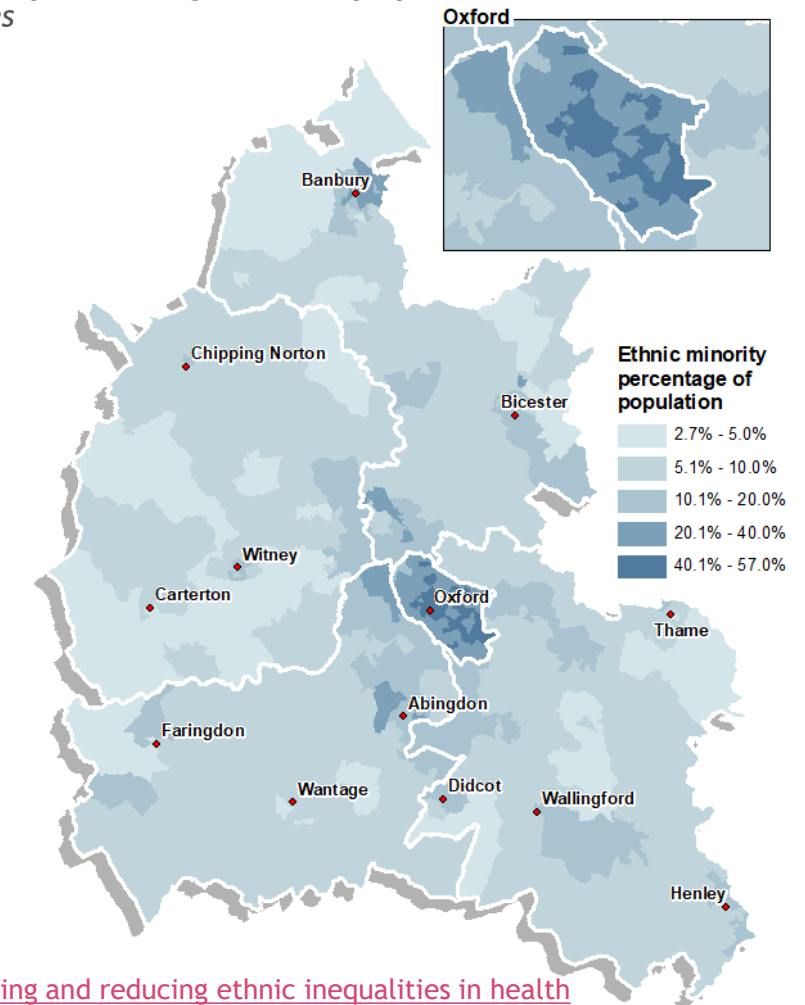 es
Oxford
Banbury
Chipping Norton
Bicester
Ethnic minority
percentage of
population
2.7% - 5.0%
5.1% - 10.0%
10.1% - 20.0%
20.1% - 40.0%
40.1% - 57.0%
Witney
Carterton
Oxford
Thame
Abingdon
Faringdon
Wantage
Didcot
Wallingford
Henley
ing and reducing ethnic inequalities in health